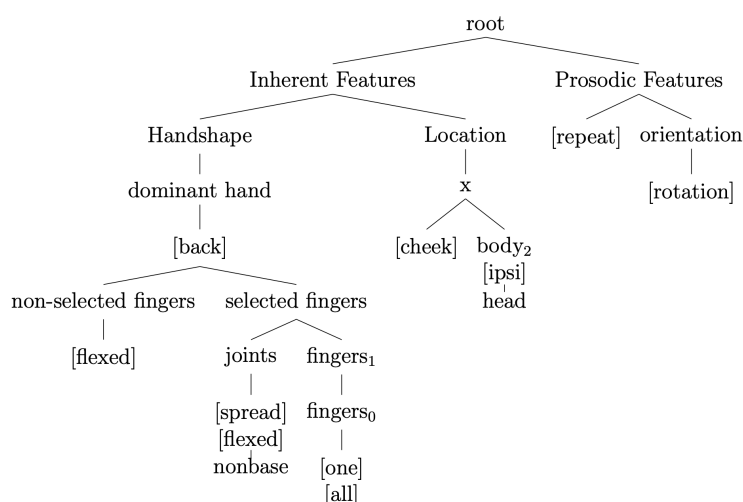 root
Inherent Features Prosodic Features
Handshape Location [repeat] orientation
dominant hand x [rotation]
[back] [cheek] body₂
[ipsi]
non-selected fingers selected fingers head
[flexed] joints fingers₁
[spread] fingers₀
[flexed]
nonbase [one]
[all]